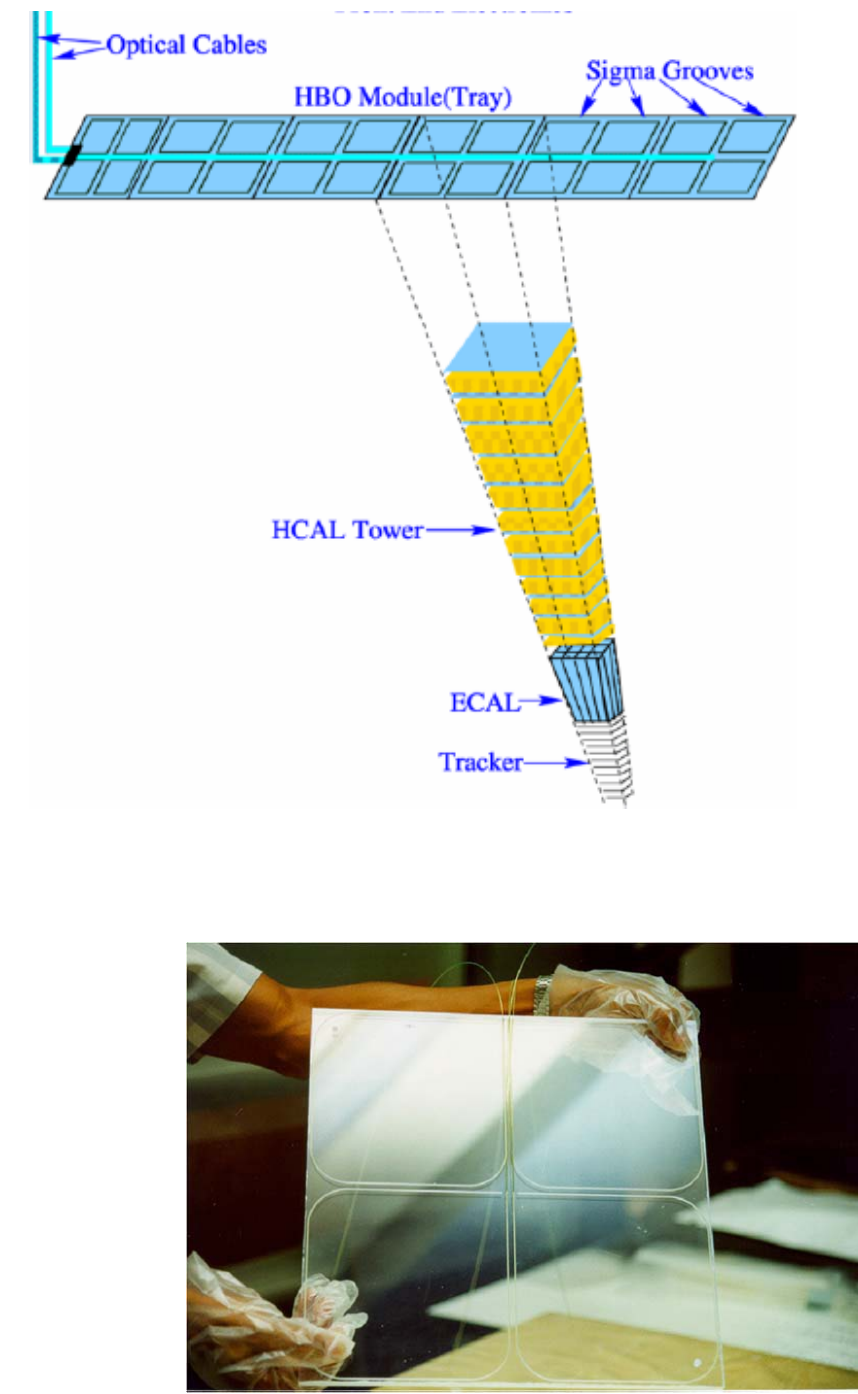 Optical Cables
Sigma Grooves
HBO Module(Tray)
HCAL Tower
ECAL
Tracker